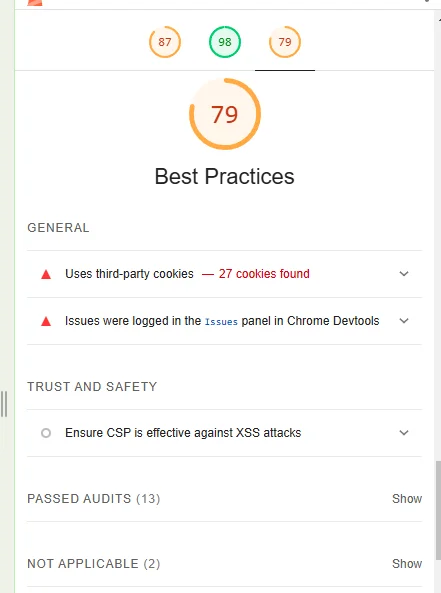 87 98 79
79
Best Practices
GENERAL
Uses third-party cookies — 27 cookies found
Issues were logged in the Issues panel in Chrome Devtools
TRUST AND SAFETY
Ensure CSP is effective against XSS attacks
PASSED AUDITS (13) Show
NOT APPLICABLE (2) Show